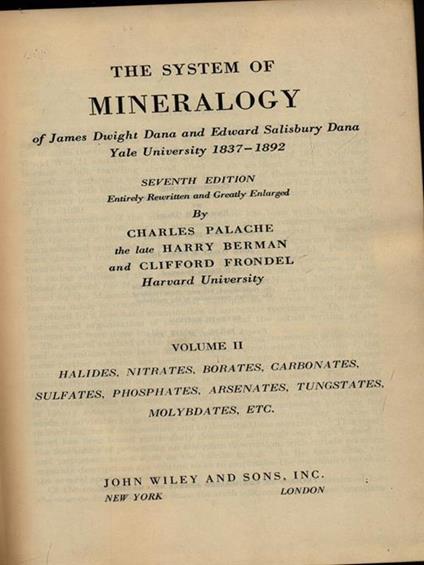 THE SYSTEM OF
MINERALOGY
of James Dwight Dana and Edward Salisbury Dana
Yale University 1837-1892
SEVENTH EDITION
Entirely Rewritten and Greatly Enlarged
By
CHARLES PALACHE
the late HARRY BERMAN
and CLIFFORD FRONDEL
Harvard University
VOLUME II
HALIDES, NITRATES, BORATES, CARBONATES,
SULFATES, PHOSPHATES, ARSENATES, TUNGSTATES,
MOLYBDATES, ETC.
JOHN WILEY AND SONS, INC.
NEW YORK LONDON